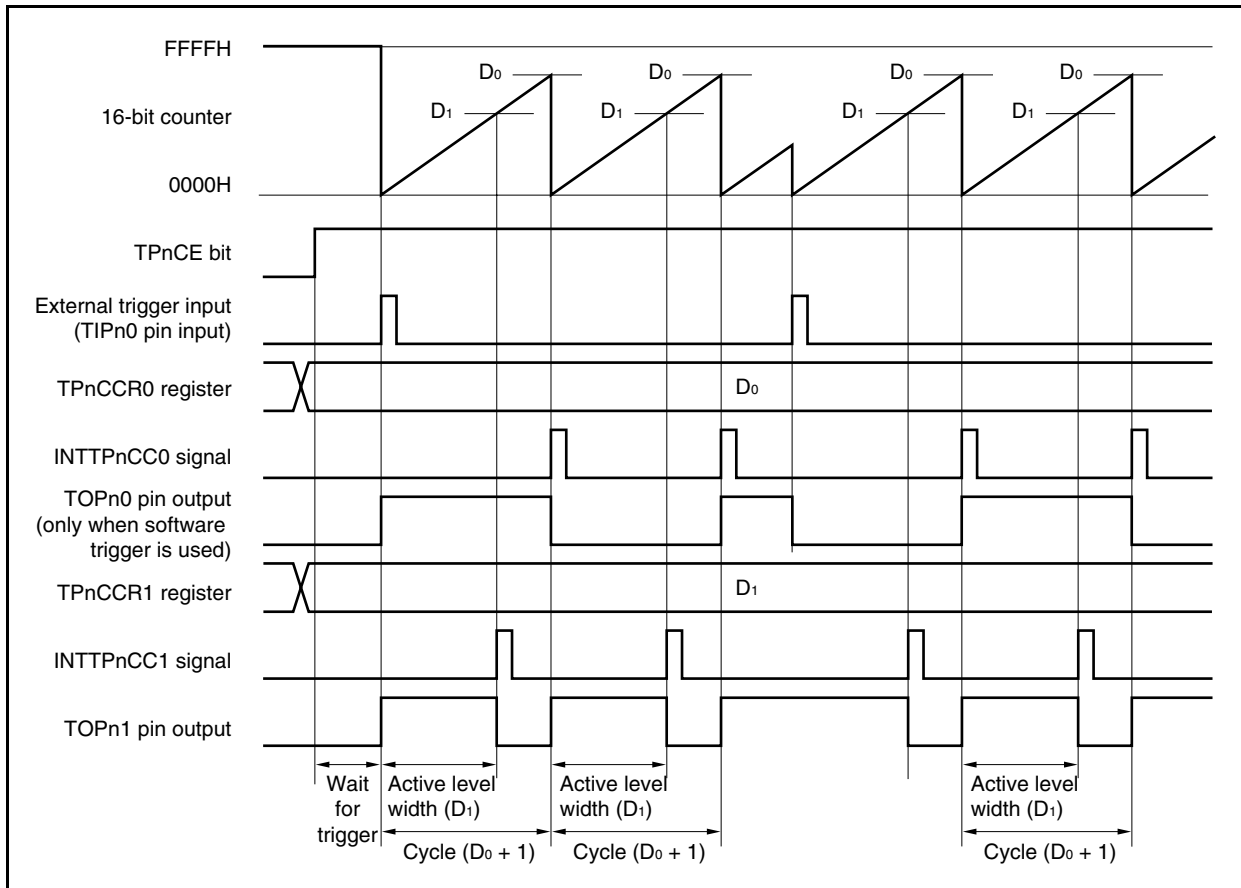 FFFFH
D0 D0 D0 D0
16-bit counter
D1 D1 D1 D1
0000H
TPnCE bit
External trigger input
(TIPn0 pin input)
TPnCCR0 register
D0
INTTPnCC0 signal
TOPn0 pin output
(only when software
trigger is used)
TPnCCR1 register
D1
INTTPnCC1 signal
TOPn1 pin output
Wait
for
trigger
Active level
width (D1)
Active level
width (D1)
Active level
width (D1)
Cycle (D0 + 1)
Cycle (D0 + 1)
Cycle (D0 + 1)